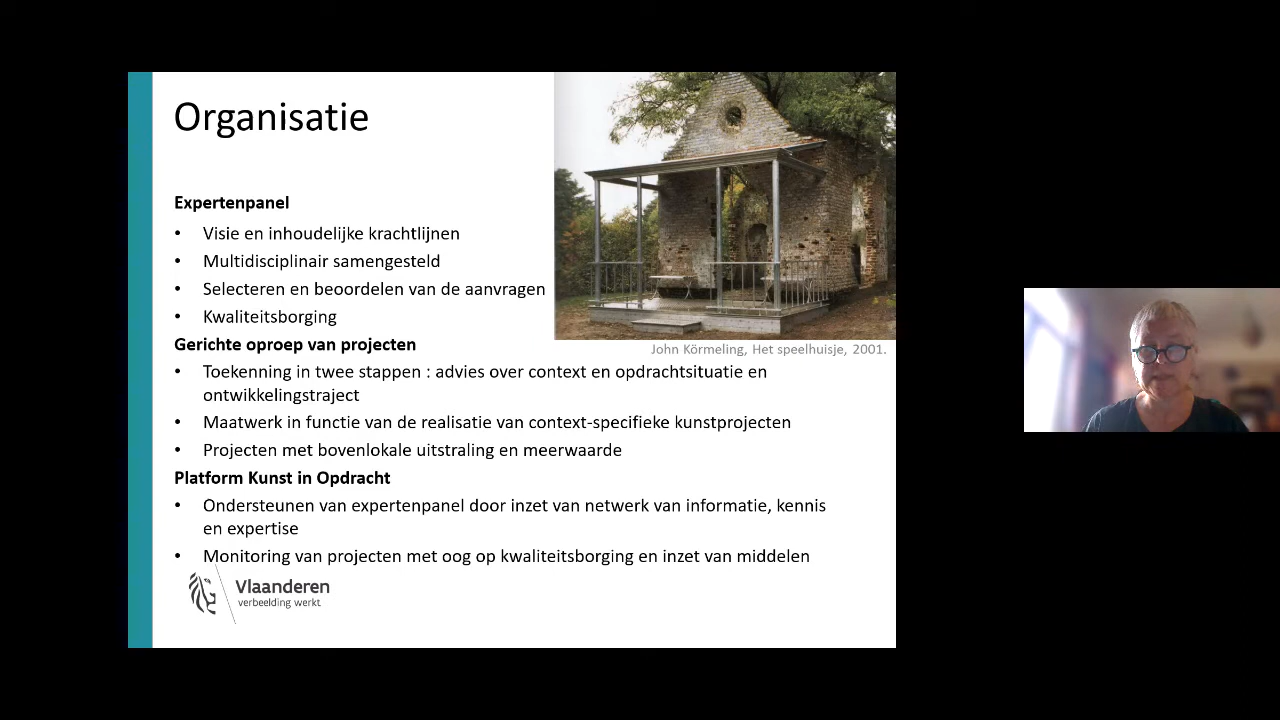 Organisatie
Expertenpanel
• Visie en inhoudelijke krachtlijnen
• Multidisciplinair samengesteld
• Selecteren en beoordelen van de aanvragen
• Kwaliteitsborging
Gerichte oproep van projecten
John Körmeling, Het speelhuisje, 2001.
• Toekenning in twee stappen : advies over context en opdrachtsituatie en
ontwikkelingstraject
• Maatwerk in functie van de realisatie van context-specifieke kunstprojecten
• Projecten met bovenlokale uitstraling en meerwaarde
Platform Kunst in Opdracht
• Ondersteunen van expertenpanel door inzet van netwerk van informatie, kennis
en expertise
• Monitoring van projecten met oog op kwaliteitsborging en inzet van middelen
Vlaanderen
verbeelding werkt